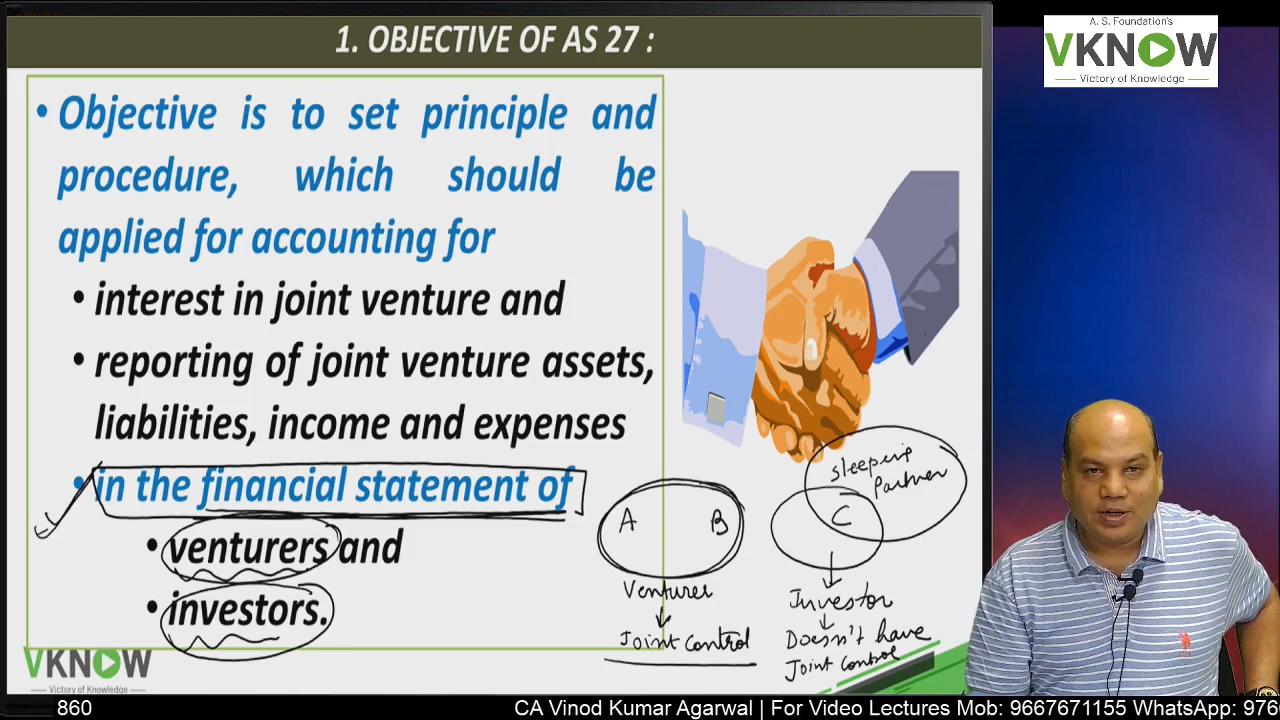 1. OBJECTIVE OF AS 27 :
A. S. Foundation's
VKNOW
Victory of Knowledge
• Objective is to set principle and
procedure, which should be
applied for accounting for
• interest in joint venture and
• reporting of joint venture assets,
liabilities, income and expenses
• in the financial statement of
• venturers and
• investors.
sleeping
Partner
A B
C
Venturer
Joint Control
Investor
Doesn't have
Joint Control
VKNOW
Victory of Knowledge
860
CA Vinod Kumar Agarwal | For Video Lectures Mob: 9667671155 WhatsApp: 976